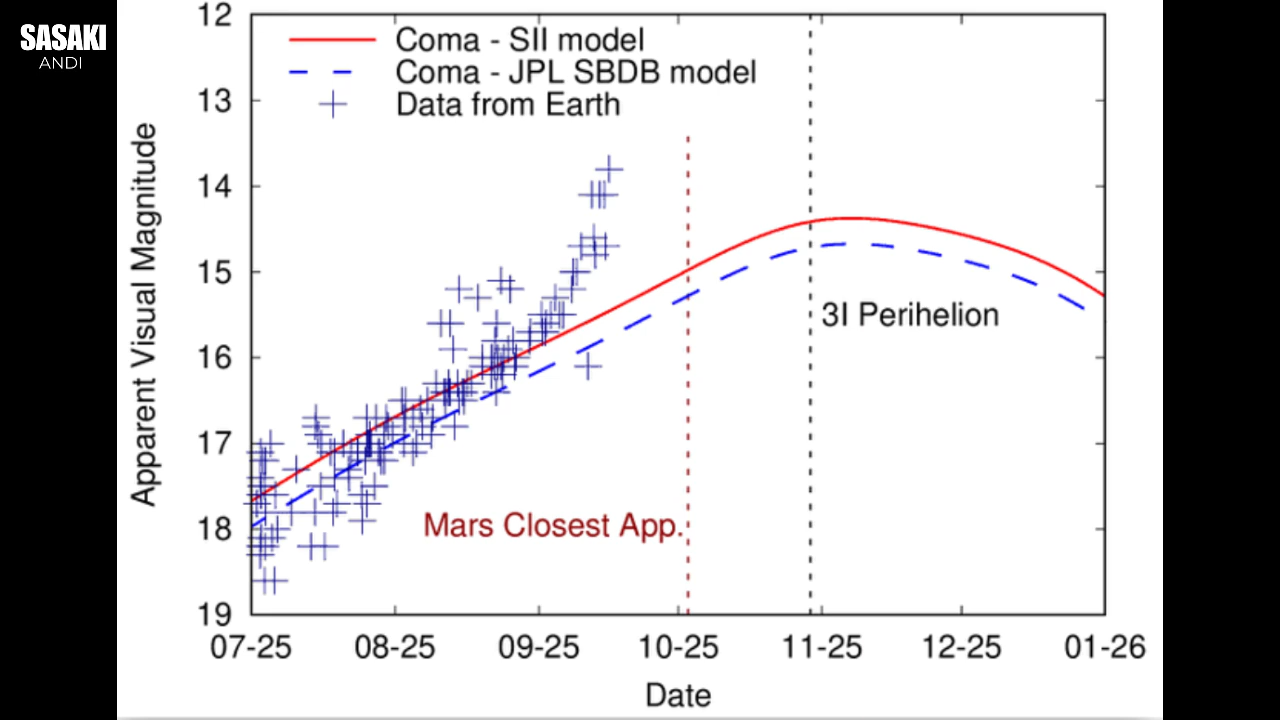 SASAKI
ANDI
12
13
14
15
16
17
18
19
Apparent Visual Magnitude
Coma - SII model
Coma - JPL SBDB model
Data from Earth
3I Perihelion
Mars Closest App.
07-25 08-25 09-25 10-25 11-25 12-25 01-26
Date